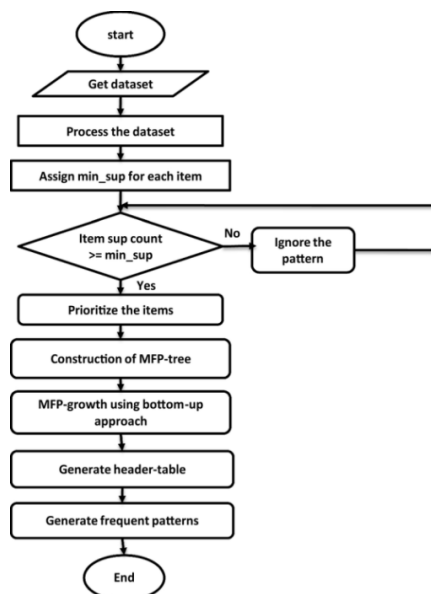 start
Get dataset
Process the dataset
Assign min_sup for each item
Item sup count
>= min_sup
No
Ignore the
pattern
Yes
Prioritize the items
Construction of MFP-tree
MFP-growth using bottom-up
approach
Generate header-table
Generate frequent patterns
End